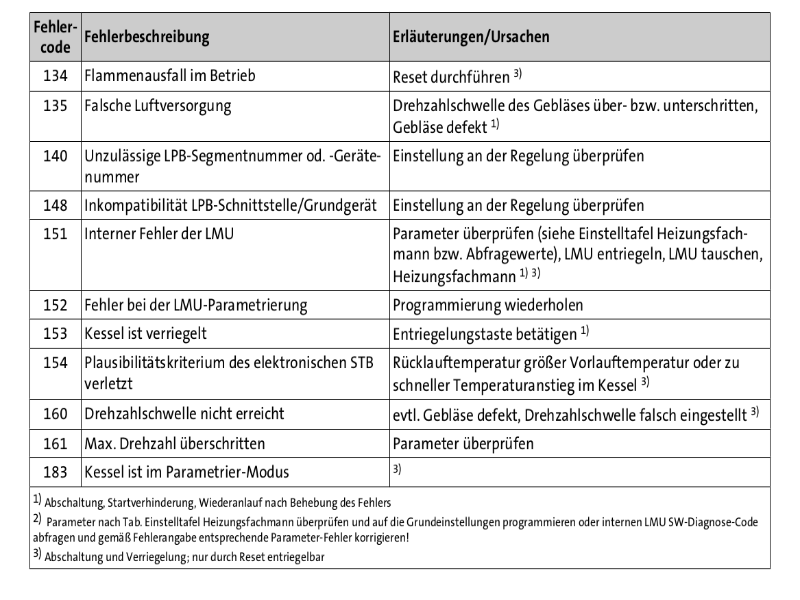 Fehler-
code
Fehlerbeschreibung
Erläuterungen/Ursachen
134
Flammenausfall im Betrieb
Reset durchführen 3)
135
Falsche Luftversorgung
Drehzahlschwelle des Gebläses über- bzw. unterschritten,
Gebläse defekt 1)
140
Unzulässige LPB-Segmentnummer od. -Geräte-
nummer
Einstellung an der Regelung überprüfen
148
Inkompatibilität LPB-Schnittstelle/Grundgerät
Einstellung an der Regelung überprüfen
151
Interner Fehler der LMU
Parameter überprüfen (siehe Einstelltafel Heizungsfach-
mann bzw. Abfragewerte), LMU entriegeln, LMU tauschen,
Heizungsfachmann 1) 3)
152
Fehler bei der LMU-Parametrierung
Programmierung wiederholen
153
Kessel ist verriegelt
Entriegelungstaste betätigen 1)
154
Plausibilitätskriterium des elektronischen STB
verletzt
Rücklauftemperatur größer Vorlauftemperatur oder zu
schneller Temperaturanstieg im Kessel 3)
160
Drehzahlschwelle nicht erreicht
evtl. Gebläse defekt, Drehzahlschwelle falsch eingestellt 3)
161
Max. Drehzahl überschritten
Parameter überprüfen
183
Kessel ist im Parametrier-Modus
3)
1) Abschaltung, Startverhinderung, Wiederanlauf nach Behebung des Fehlers
2) Parameter nach Tab. Einstelltafel Heizungsfachmann überprüfen und auf die Grundeinstellungen programmieren oder internen LMU SW-Diagnose-Code
abfragen und gemäß Fehlerangabe entsprechende Parameter-Fehler korrigieren!
3) Abschaltung und Verriegelung; nur durch Reset entriegelbar